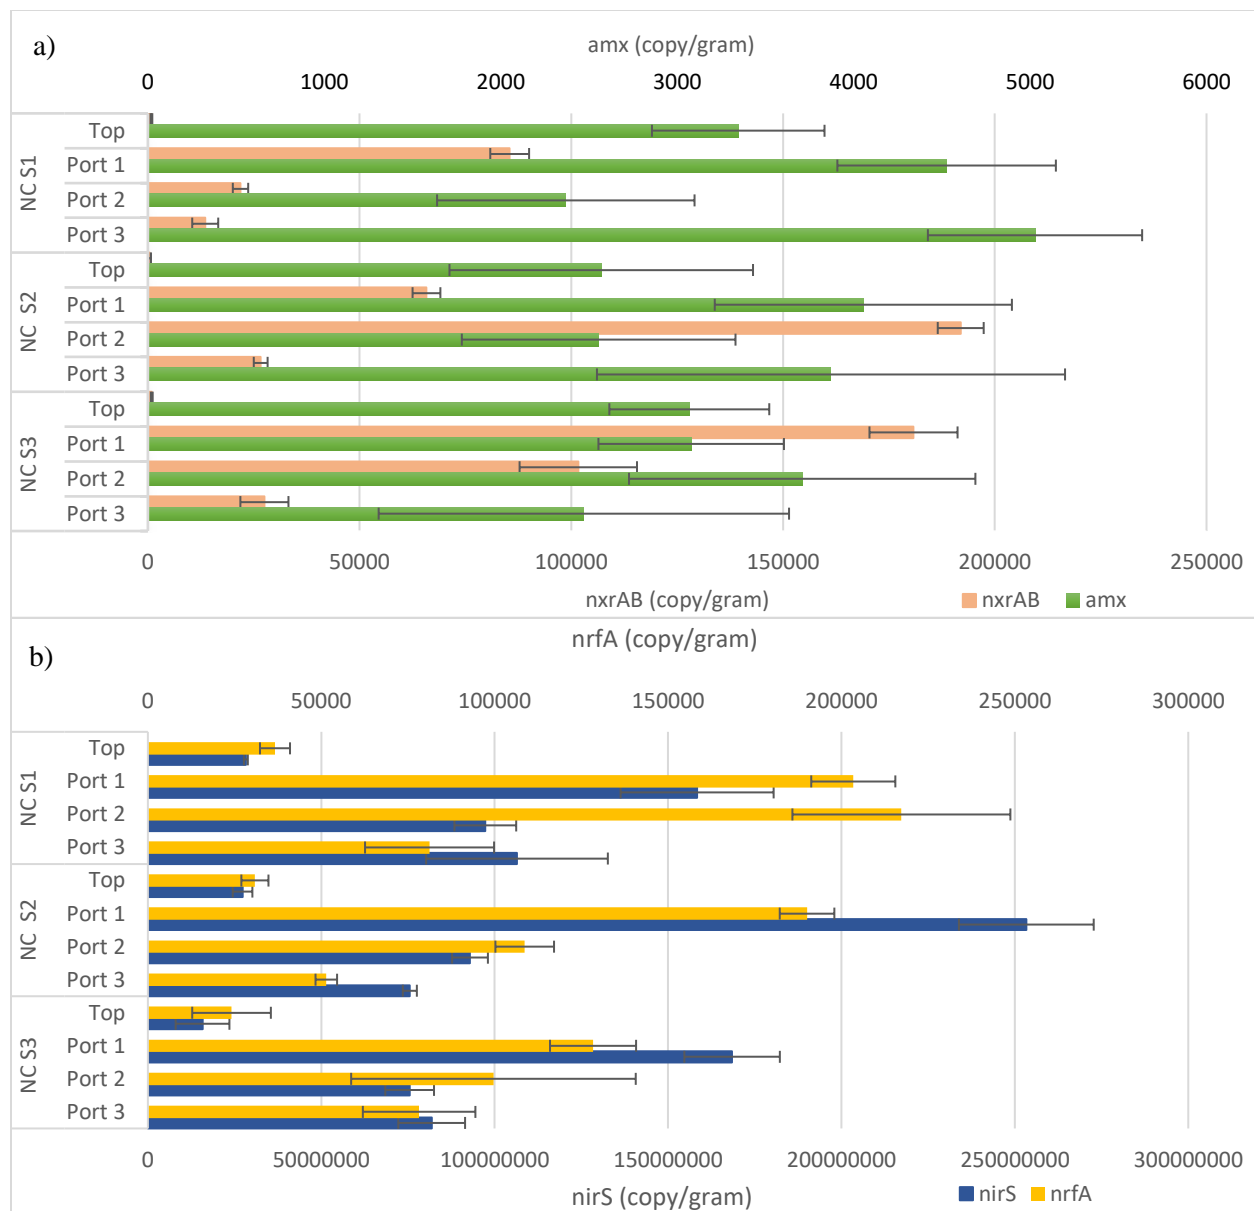 a)
amx (copy/gram)
0 1000 2000 3000 4000 5000 6000
NC S1
Top
Port 1
Port 2
Port 3
NC S2
Top
Port 1
Port 2
Port 3
NC S3
Top
Port 1
Port 2
Port 3
0 50000 100000 150000 200000 250000
nxrAB (copy/gram)
nxrAB amx
nrfA (copy/gram)
b)
0 50000 100000 150000 200000 250000 300000
NC S1
Top
Port 1
Port 2
Port 3
NC S2
Top
Port 1
Port 2
Port 3
NC S3
Top
Port 1
Port 2
Port 3
0 50000000 100000000 150000000 200000000 250000000 300000000
nirS (copy/gram)
nirS nrfA